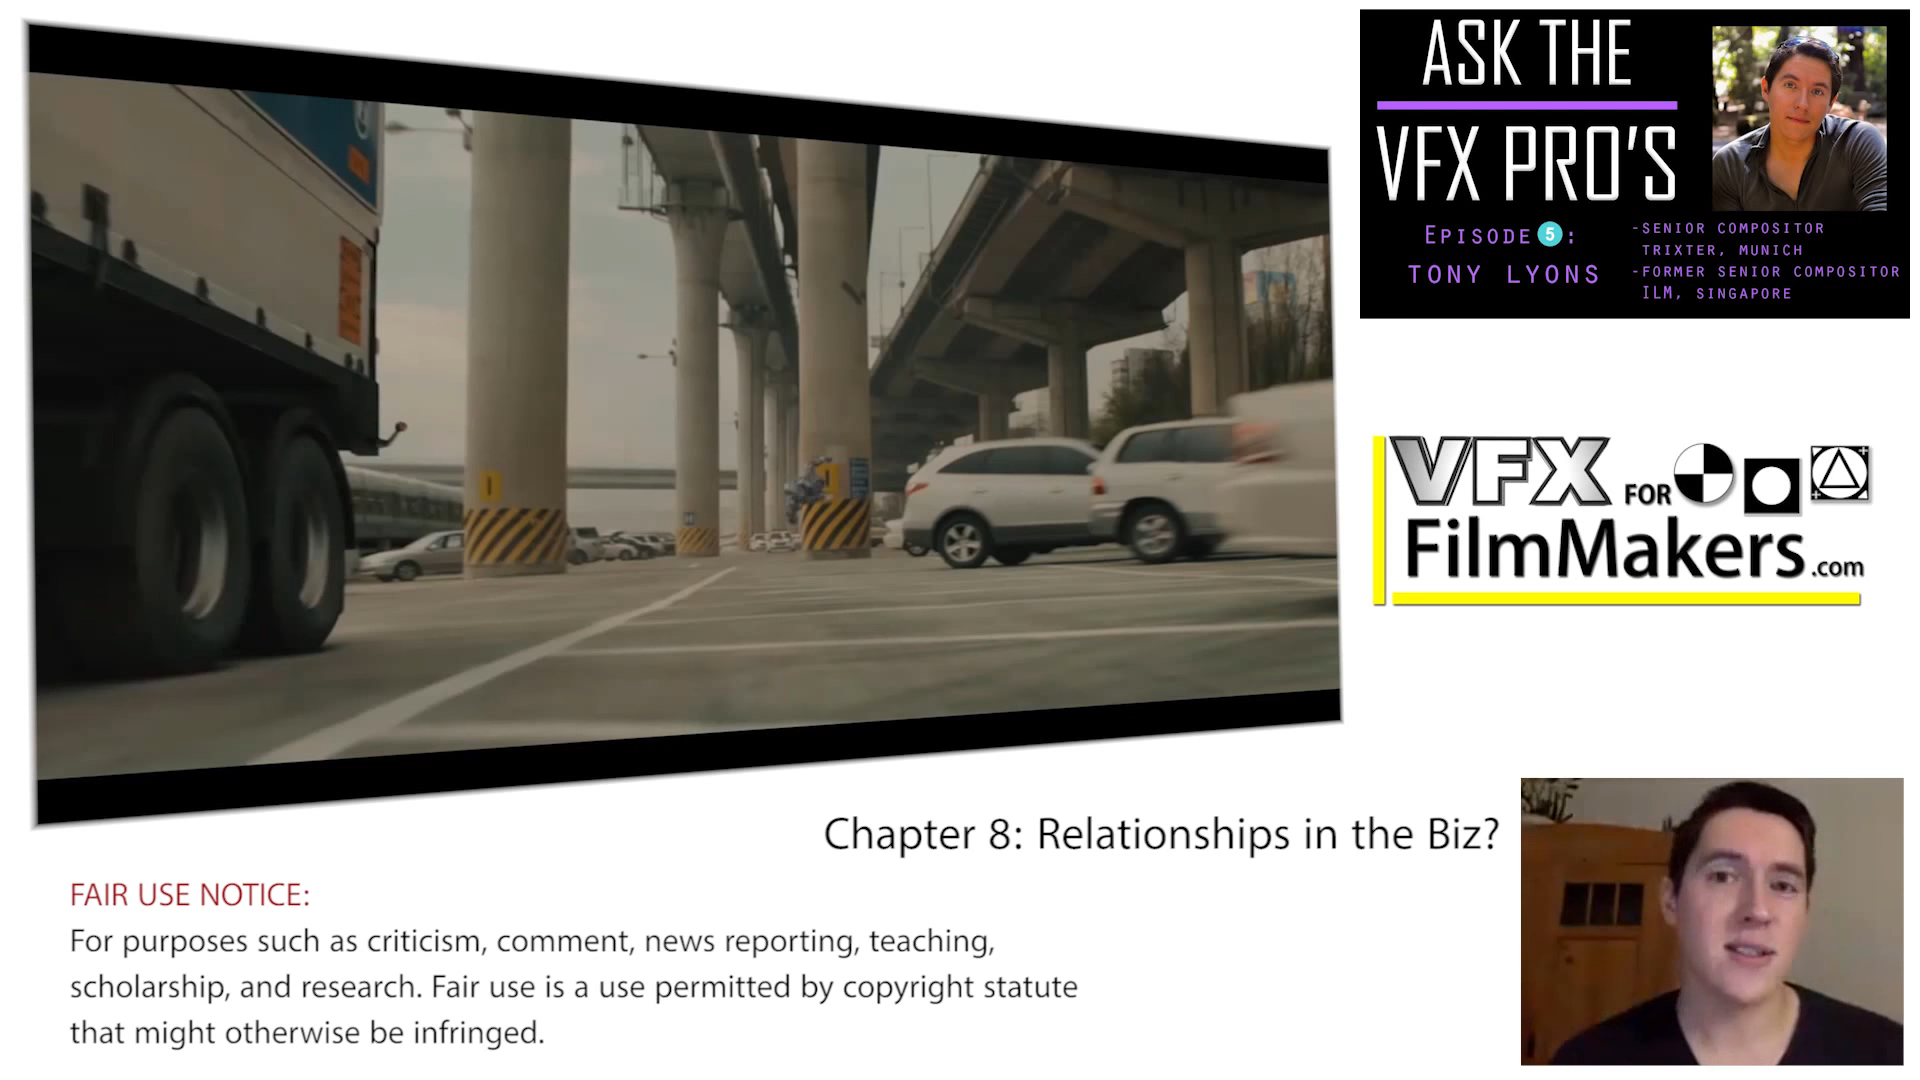 ASK THE
VFX PRO'S
EPISODE 5:
TONY LYONS
-SENIOR COMPOSITOR
TRIXTER, MUNICH
-FORMER SENIOR COMPOSITOR
ILM, SINGAPORE
VFX FOR
FilmMakers.com
Chapter 8: Relationships in the Biz?
FAIR USE NOTICE:
For purposes such as criticism, comment, news reporting, teaching,
scholarship, and research. Fair use is a use permitted by copyright statute
that might otherwise be infringed.